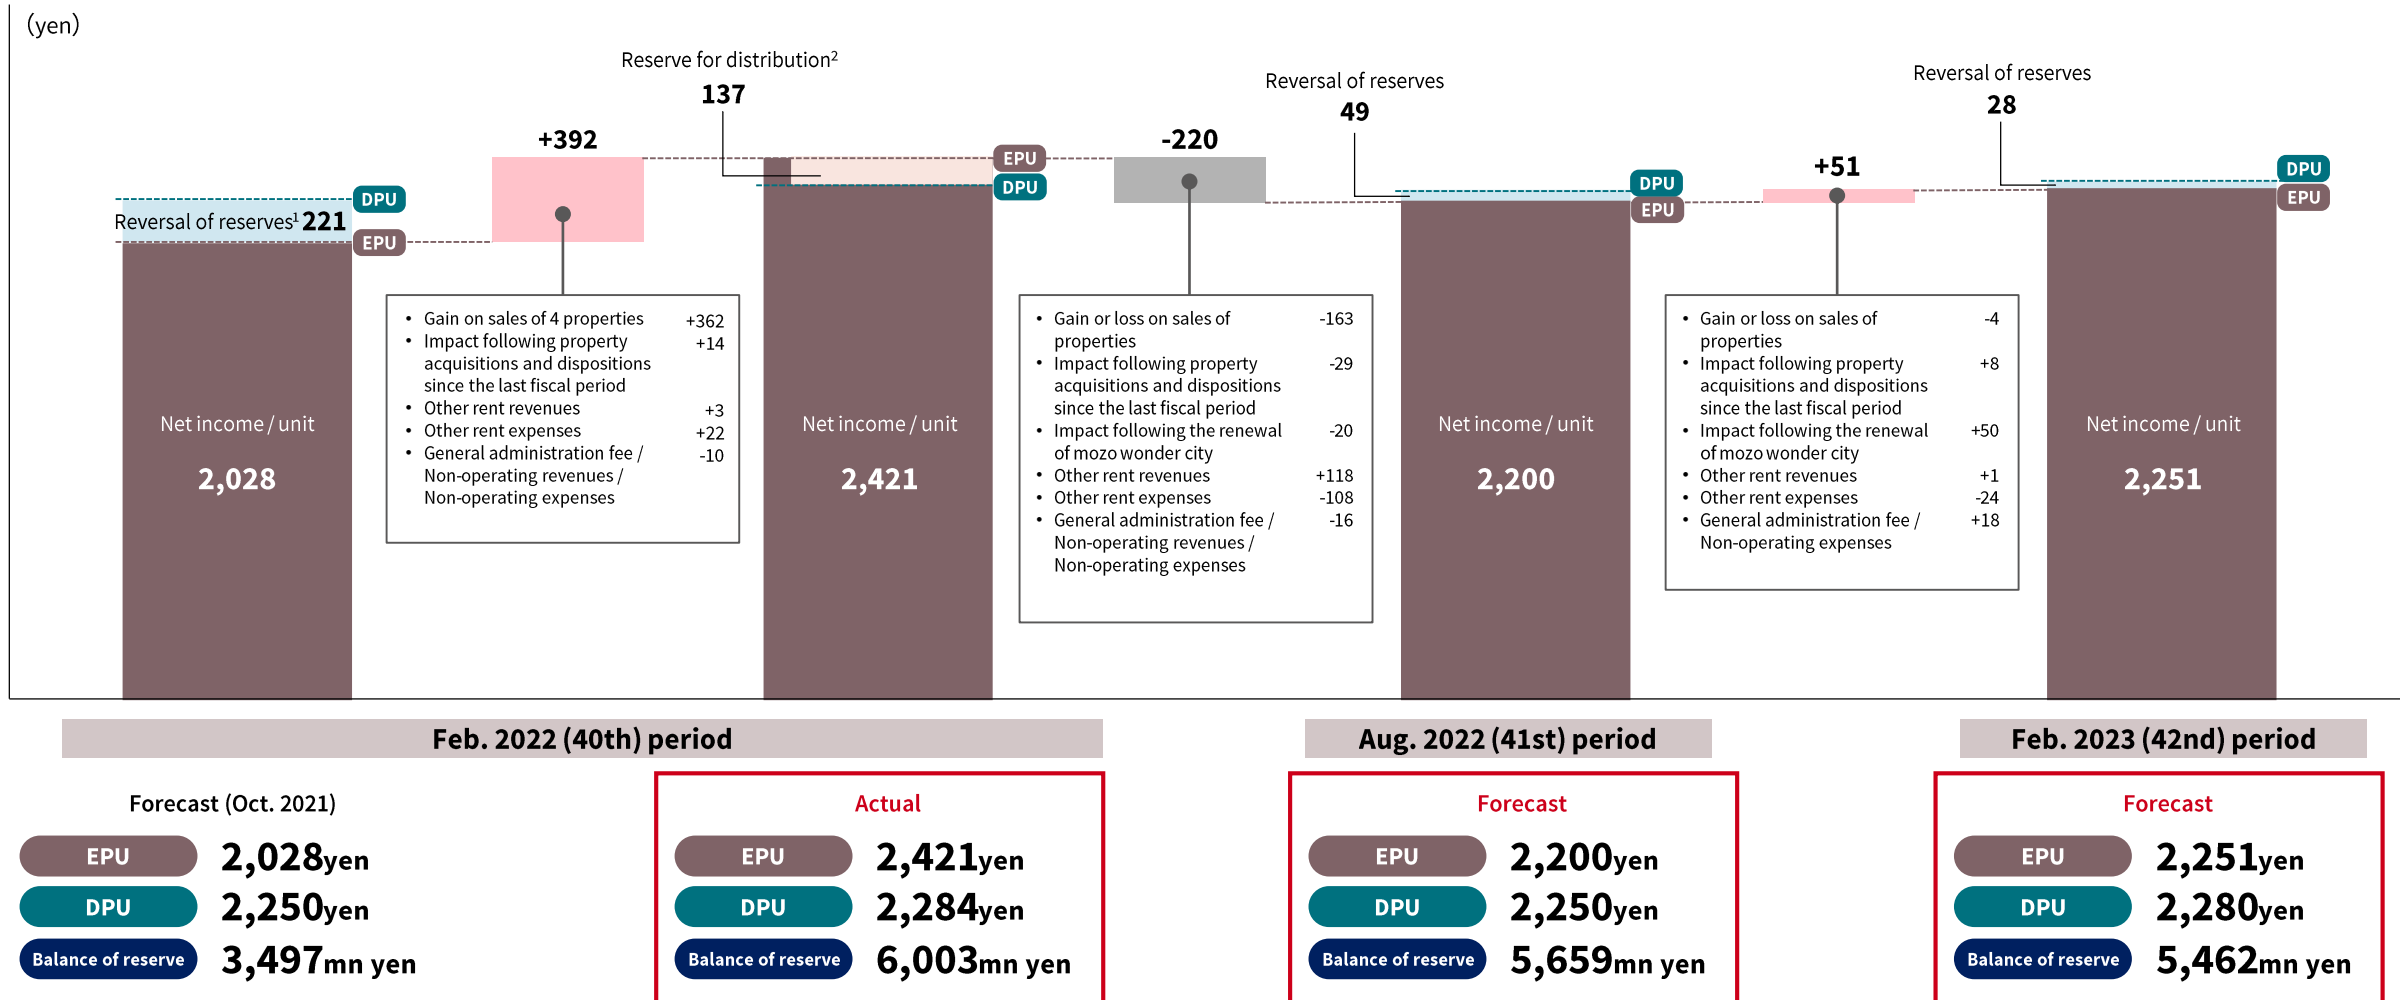 (yen)
Reserve for distribution2
137
Reversal of reserves
49
Reversal of reserves
28
+392
-220
+51
EPU
DPU
DPU
EPU
DPU
EPU
DPU
Reversal of reserves1 221
EPU
• Gain on sales of 4 properties +362
• Impact following property +14
acquisitions and dispositions
since the last fiscal period
• Other rent revenues +3
• Other rent expenses +22
• General administration fee / -10
Non-operating revenues /
Non-operating expenses
• Gain or loss on sales of -163
properties
• Impact following property -29
acquisitions and dispositions
since the last fiscal period
• Impact following the renewal -20
of mozo wonder city
• Other rent revenues +118
• Other rent expenses -108
• General administration fee / -16
Non-operating revenues /
Non-operating expenses
• Gain or loss on sales of -4
properties
• Impact following property +8
acquisitions and dispositions
since the last fiscal period
• Impact following the renewal +50
of mozo wonder city
• Other rent revenues +1
• Other rent expenses -24
• General administration fee / +18
Non-operating expenses
Net income / unit
2,028
Net income / unit
2,421
Net income / unit
2,200
Net income / unit
2,251
Feb. 2022 (40th) period
Aug. 2022 (41st) period
Feb. 2023 (42nd) period
Forecast (Oct. 2021)
EPU 2,028yen
DPU 2,250yen
Balance of reserve 3,497mn yen
Actual
EPU 2,421yen
DPU 2,284yen
Balance of reserve 6,003mn yen
Forecast
EPU 2,200yen
DPU 2,250yen
Balance of reserve 5,659mn yen
Forecast
EPU 2,251yen
DPU 2,280yen
Balance of reserve 5,462mn yen